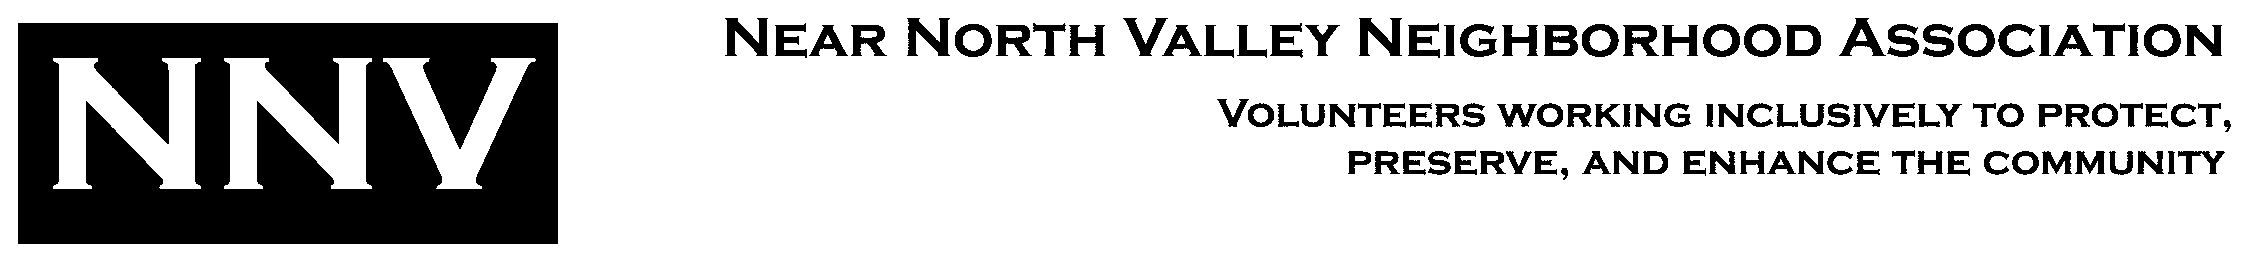 NNV
Near North Valley Neighborhood Association
Volunteers working inclusively to protect,
preserve, and enhance the community